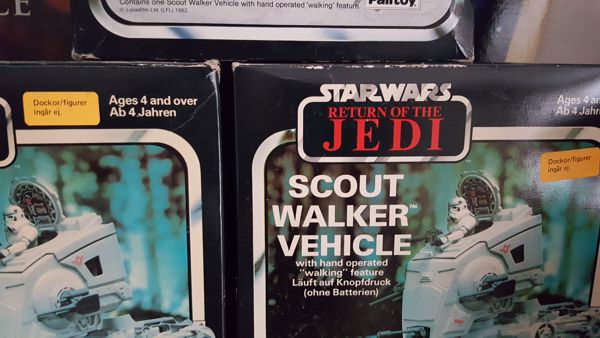 Contains one Scout Walker Vehicle with hand operated 'walking' feature.
© Lucasfilm Ltd. (LFL) 1982.
Palitoy
Dockor/figurer
ingår ej.
Ages 4 and over
Ab 4 Jahren
STAR WARS
RETURN OF THE
JEDI
Ages 4 an
Ab 4 Jahr
Dockor/figurer
ingår ej.
SCOUT
WALKER™
VEHICLE
with hand operated
"walking" feature
Läuft auf Knopfdruck
(ohne Batterien)